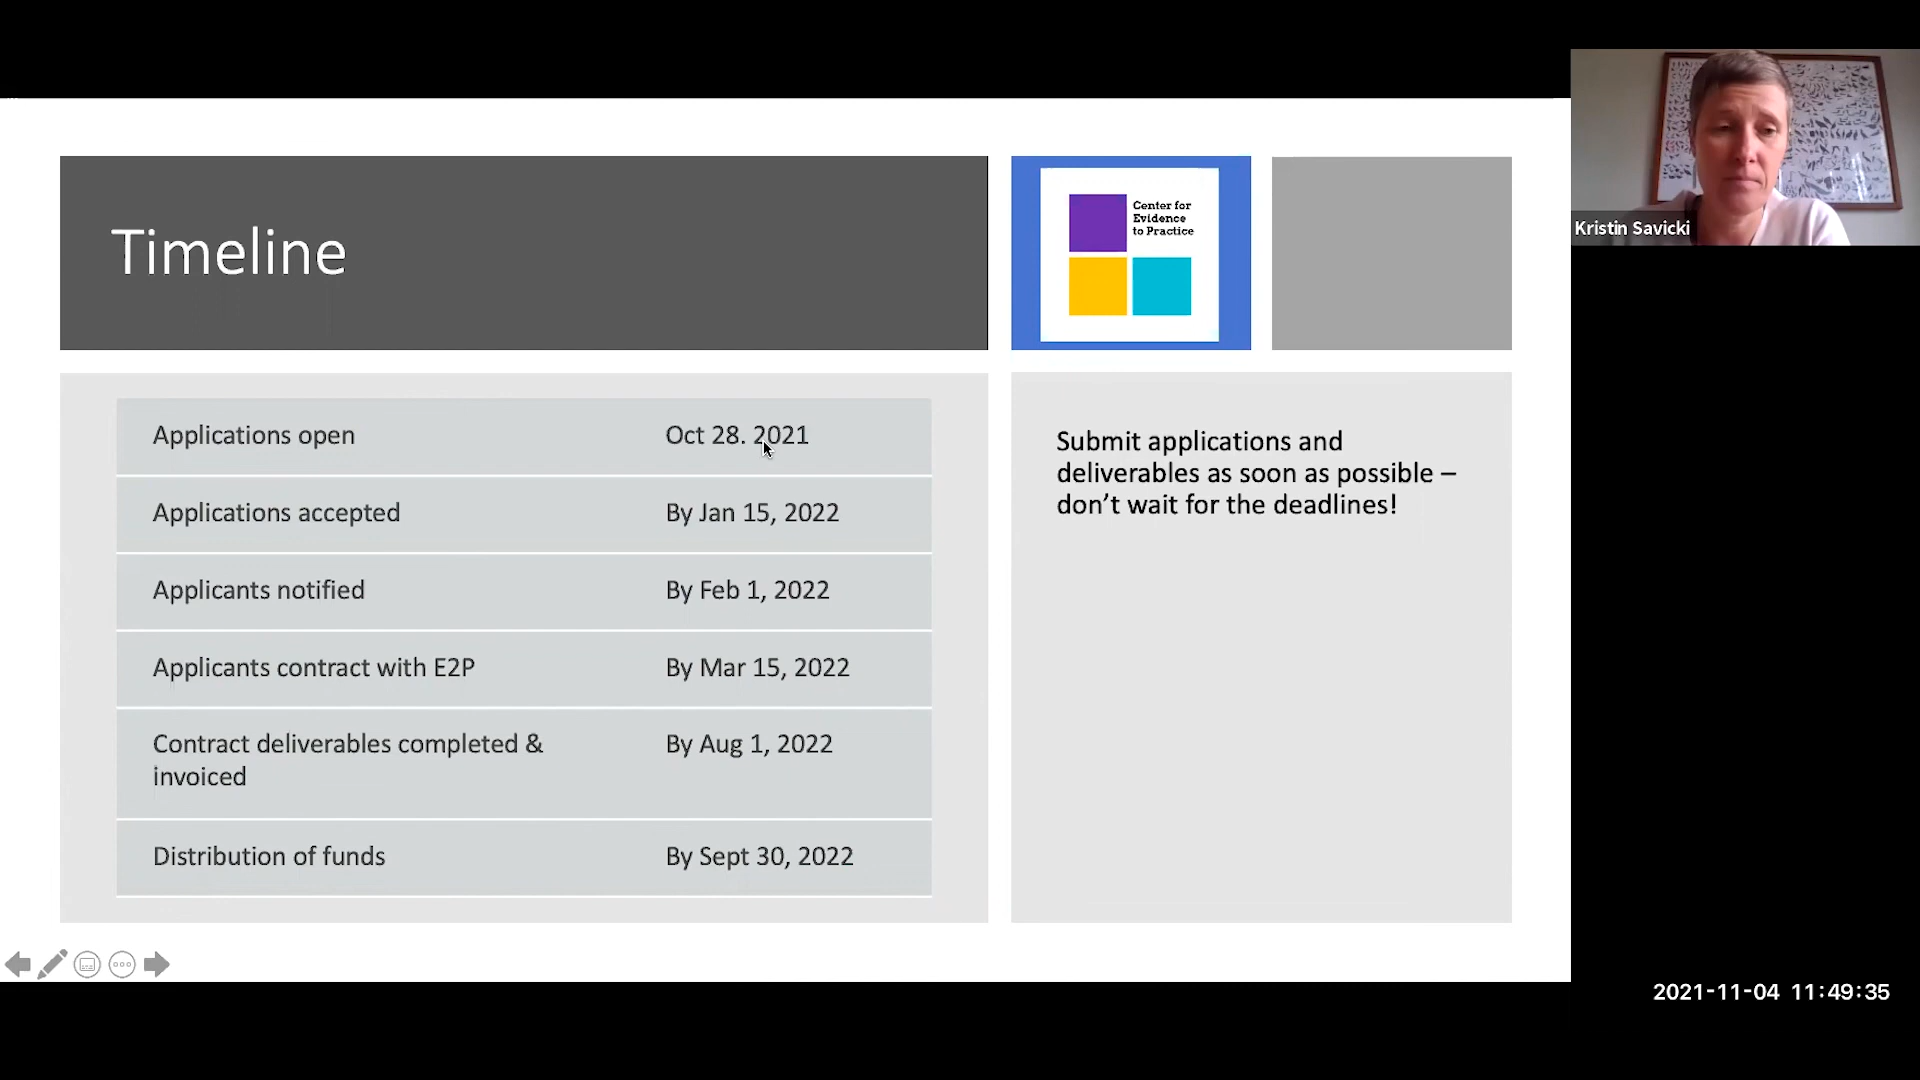 Timeline
Center for
Evidence
to Practice
Kristin Savicki
Applications open Oct 28. 2021
Applications accepted By Jan 15, 2022
Applicants notified By Feb 1, 2022
Applicants contract with E2P By Mar 15, 2022
Contract deliverables completed & By Aug 1, 2022
invoiced
Distribution of funds By Sept 30, 2022
Submit applications and
deliverables as soon as possible –
don’t wait for the deadlines!
2021-11-04 11:49:35